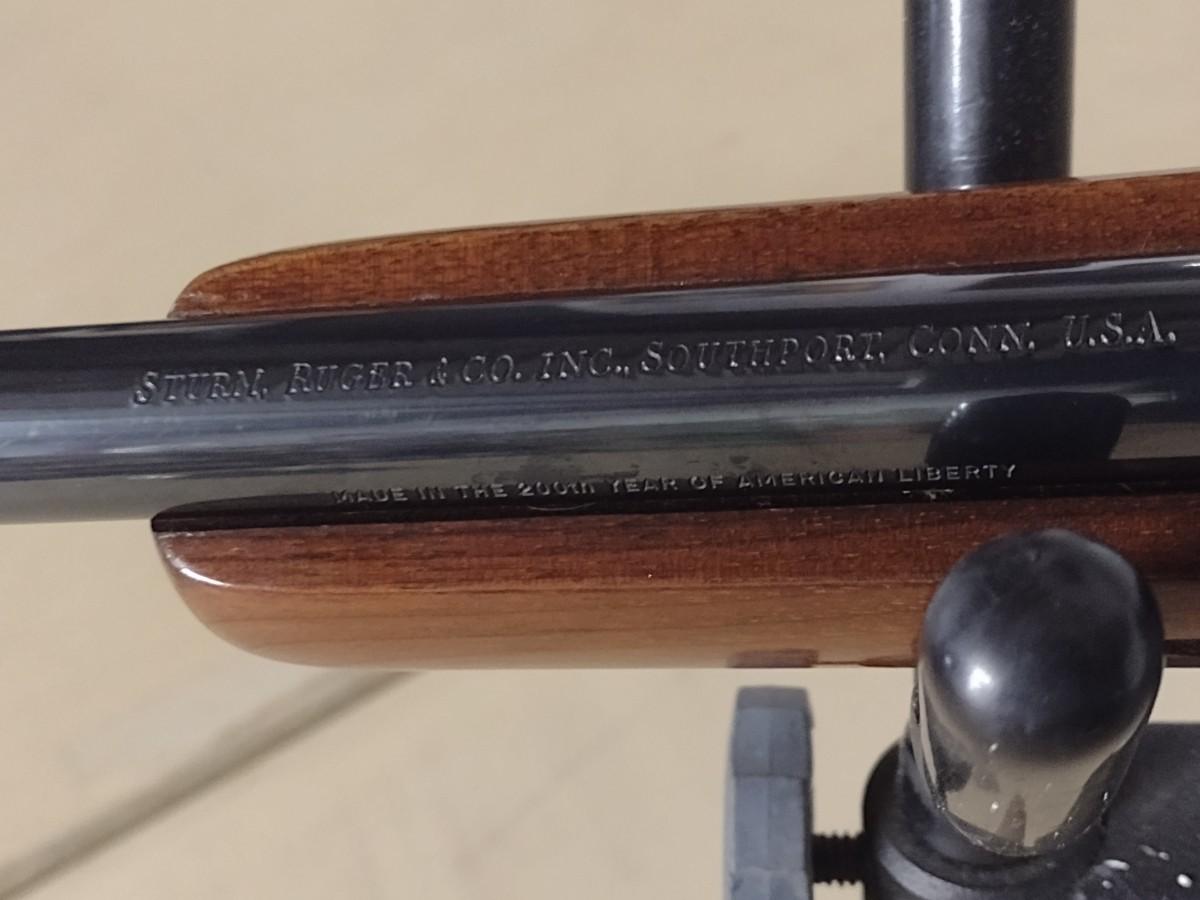 STURM, RUGER & CO. INC., SOUTHPORT, CONN. U.S.A.
MADE IN THE 200th YEAR OF AMERICAN LIBERTY